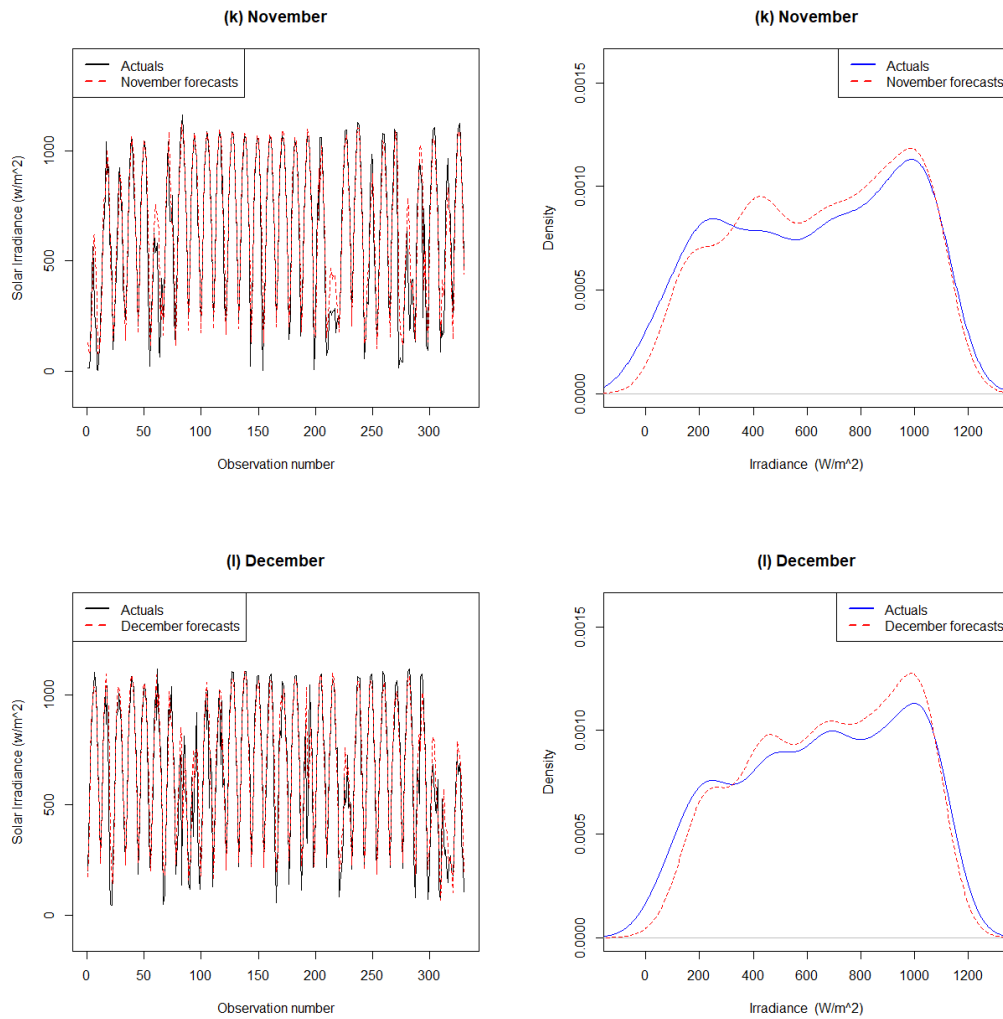 (k) November
Actuals
November forecasts
Solar Irradiance (w/m^2)
0 500 1000
0 50 100 150 200 250 300
Observation number
(k) November
Actuals
November forecasts
Density
0.0000 0.0005 0.0010 0.0015
0 200 400 600 800 1000 1200
Irradiance (W/m^2)
(l) December
Actuals
December forecasts
Solar Irradiance (w/m^2)
0 500 1000
0 50 100 150 200 250 300
Observation number
(l) December
Actuals
December forecasts
Density
0.0000 0.0005 0.0010 0.0015
0 200 400 600 800 1000 1200
Irradiance (W/m^2)